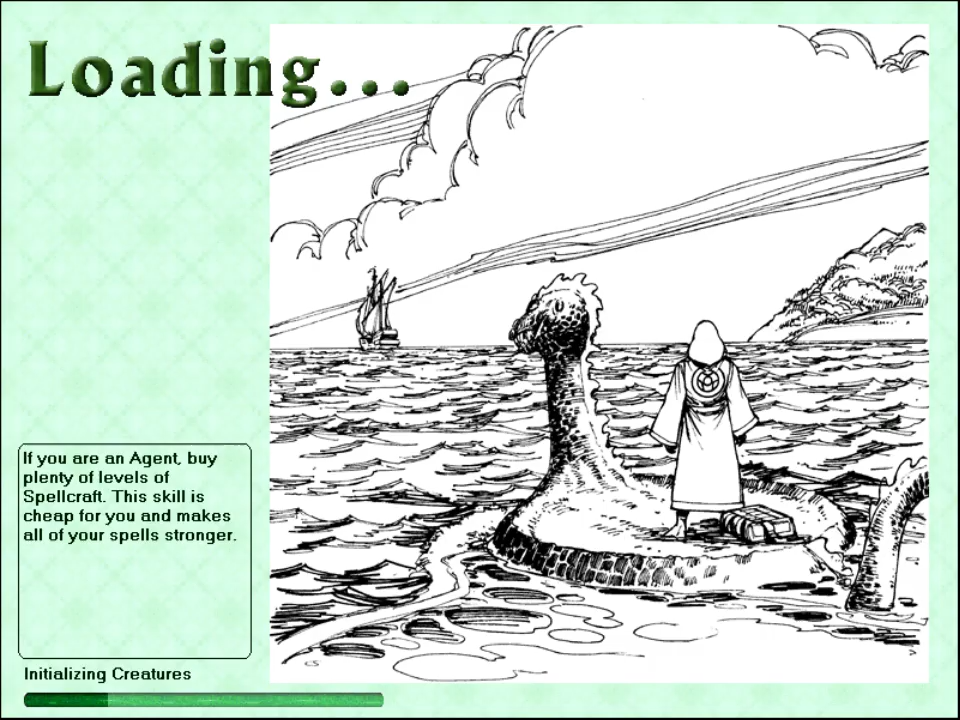 Loading...
If you are an Agent, buy
plenty of levels of
Spellcraft. This skill is
cheap for you and makes
all of your spells stronger.
Initializing Creatures